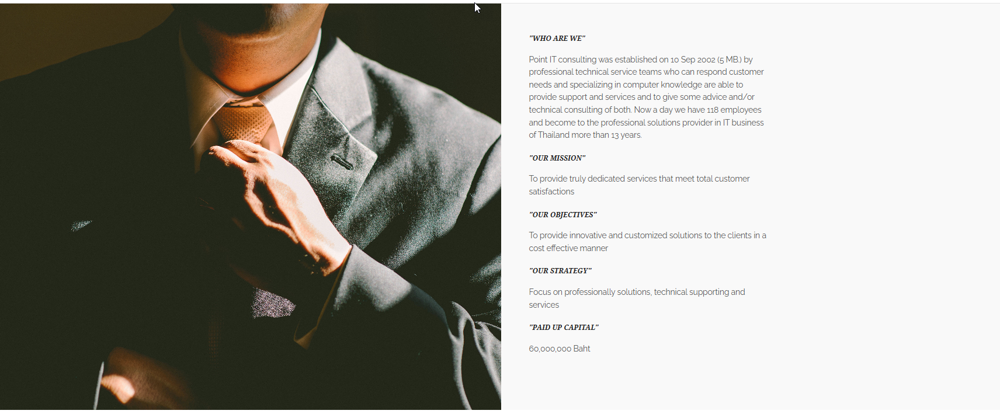 "WHO ARE WE"
Point IT consulting was established on 10 Sep 2002 (5 MB.) by
professional technical service teams who can respond customer
needs and specializing in computer knowledge are able to
provide support and services and to give some advice and/or
technical consulting of both. Now a day we have 118 employees
and become to the professional solutions provider in IT business
of Thailand more than 13 years.
"OUR MISSION"
To provide truly dedicated services that meet total customer
satisfactions
"OUR OBJECTIVES"
To provide innovative and customized solutions to the clients in a
cost effective manner
"OUR STRATEGY"
Focus on professionally solutions, technical supporting and
services
"PAID UP CAPITAL"
60,000,000 Baht